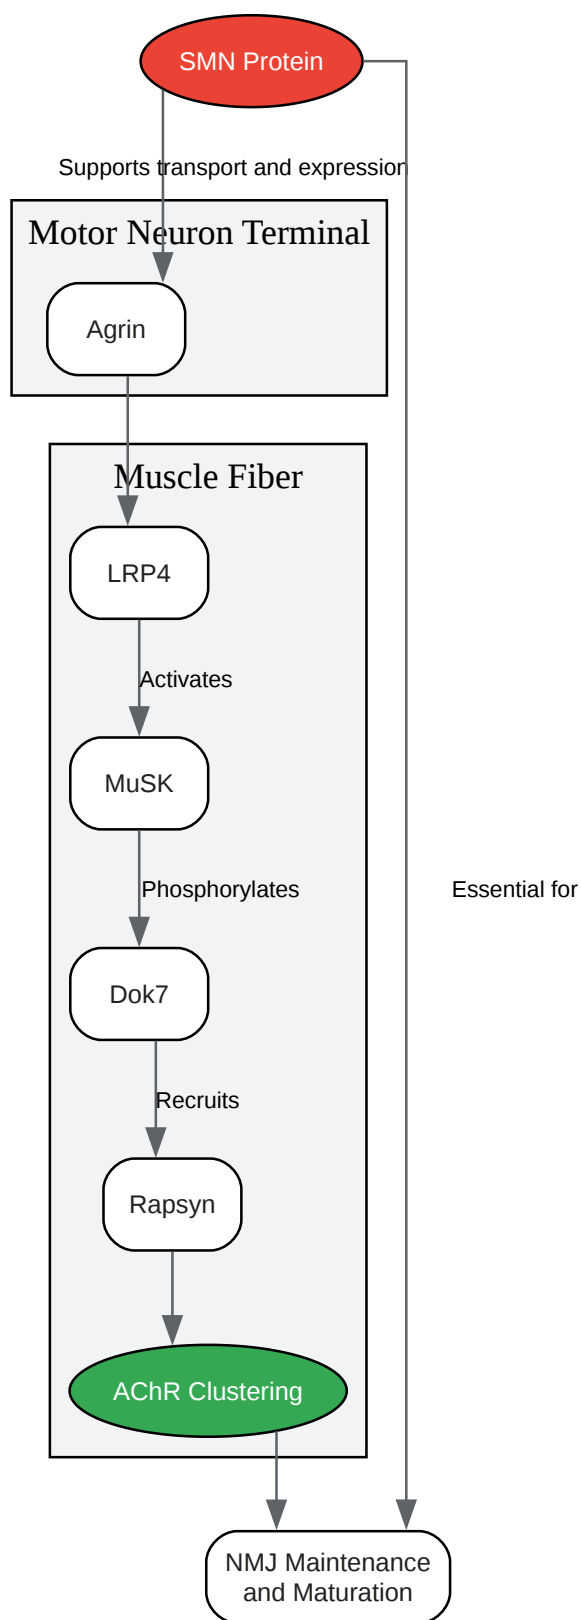 SMN Protein
Supports transport and expression
Motor Neuron Terminal
Agrin
Muscle Fiber
LRP4
Activates
MuSK
Phosphorylates
Essential for
Dok7
Recruits
Rapsyn
AChR Clustering
NMJ Maintenance
and Maturation